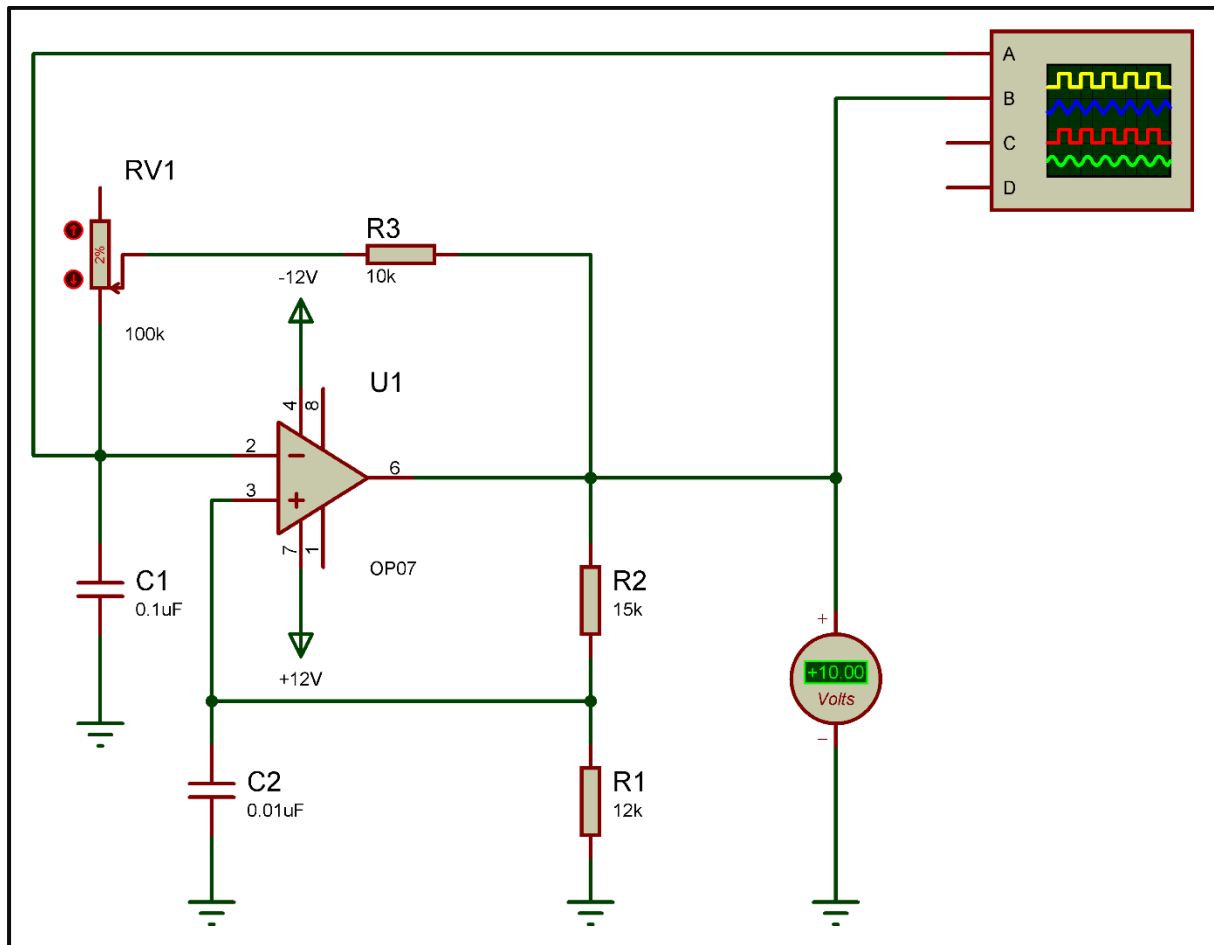 A
B
C
D
RV1
2%
100k
R3
10k
-12V
U1
4
8
2
3
6
7
1
OP07
+12V
C1
0.1uF
R2
15k
+
+10.00
Volts
–
C2
0.01uF
R1
12k